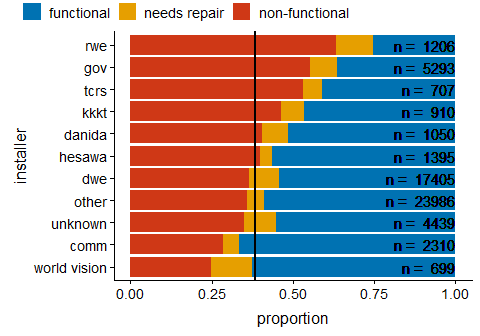 functional needs repair non-functional
installer
rwe n = 1206
gov n = 5293
tcrs n = 707
kkkt n = 910
danida n = 1050
hesawa n = 1395
dwe n = 17405
other n = 23986
unknown n = 4439
comm n = 2310
world vision n = 699
0.00 0.25 0.50 0.75 1.00
proportion